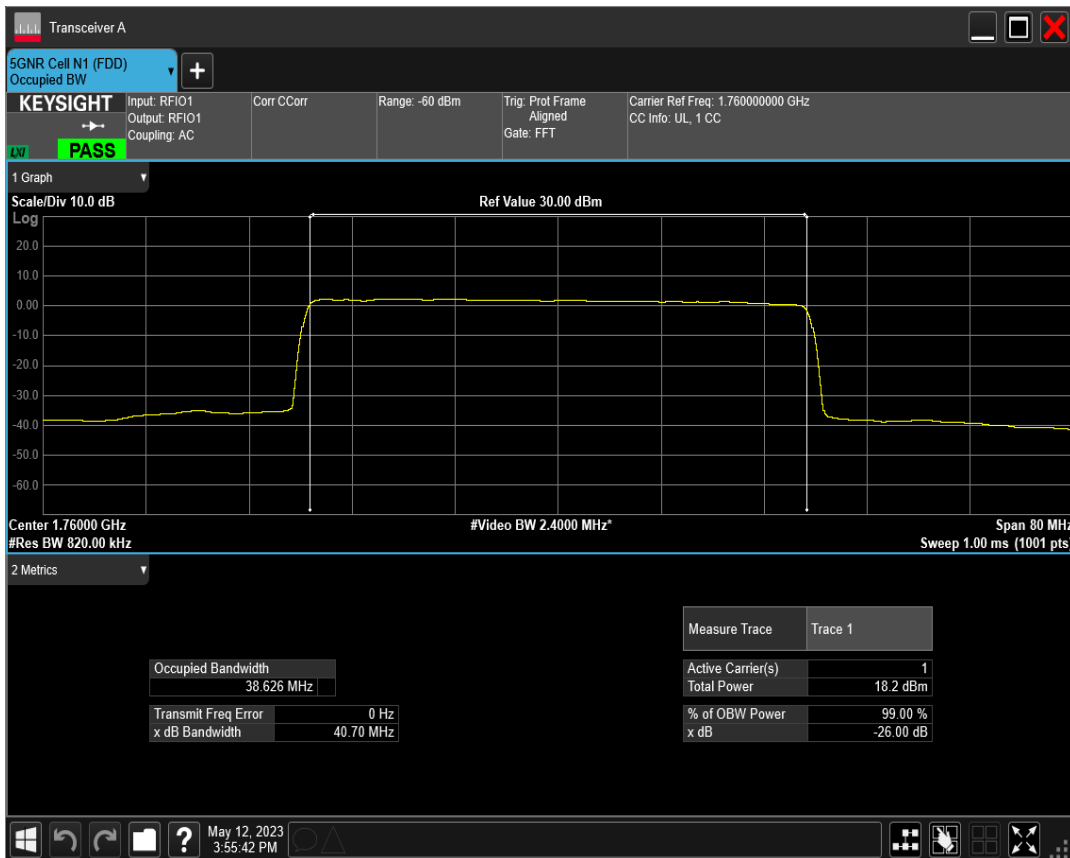 Transceiver A
5GNR Cell N1 (FDD)
Occupied BW
+
KEYSIGHT
LXI
PASS
Input: RFIO1
Output: RFIO1
Coupling: AC
Corr CCorr
Range: -60 dBm
Trig: Prot Frame
Aligned
Gate: FFT
Carrier Ref Freq: 1.760000000 GHz
CC Info: UL, 1 CC
1 Graph
Scale/Div 10.0 dB
Ref Value 30.00 dBm
Log
20.0
10.0
0.00
-10.0
-20.0
-30.0
-40.0
-50.0
-60.0
Center 1.76000 GHz
#Video BW 2.4000 MHz*
Span 80 MHz
#Res BW 820.00 kHz
Sweep 1.00 ms (1001 pts)
2 Metrics
Measure Trace Trace 1
Occupied Bandwidth
38.626 MHz
Active Carrier(s) 1
Total Power 18.2 dBm
Transmit Freq Error 0 Hz
x dB Bandwidth 40.70 MHz
% of OBW Power 99.00 %
x dB -26.00 dB
?
May 12, 2023
3:55:42 PM